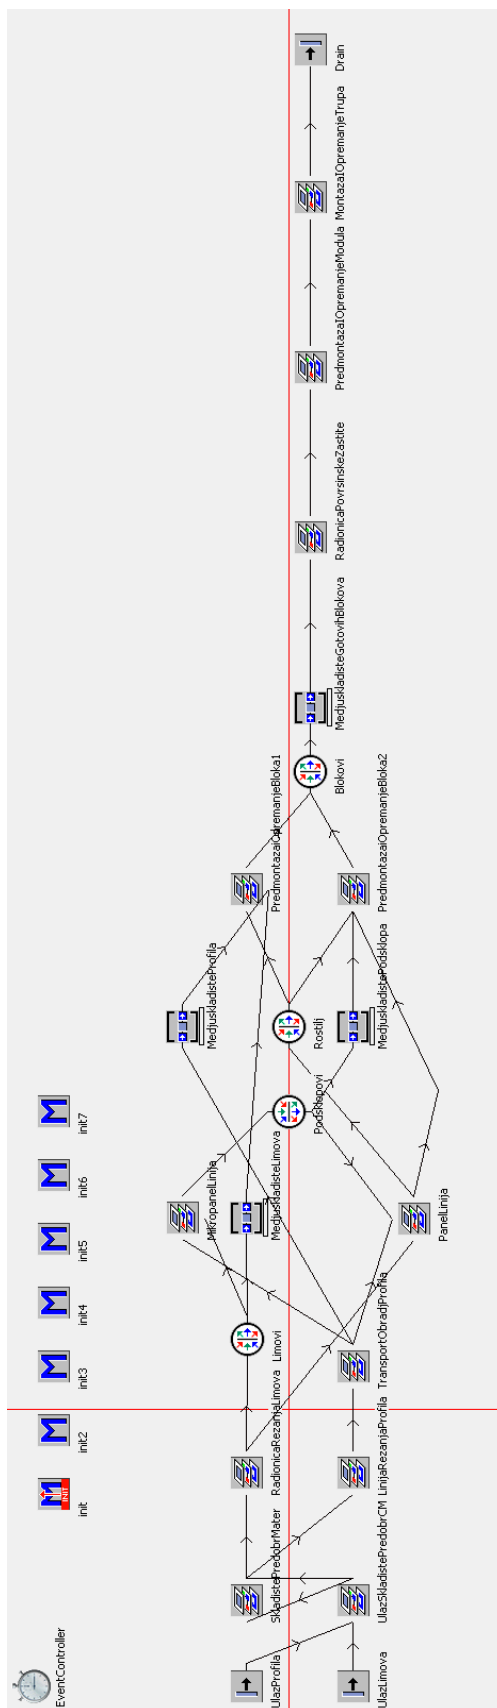 EventController
init
init2
init3
init4
init5
init6
init7
UlazProfila
SkladistePredobrMater
RadionicaRezanjaLimova
Limovi
MikropanelLinija
MedjuskladisteLimova
MedjuskladisteProfila
PredmontazaiOpremanjeBloka1
Podsklopovi
Rostilj
Blokovi
MedjuskladisteGotovihBlokova
RadionicaPovrsinskeZastite
PredmontazaIOpremanjeModula
MontazaIOpremanjeTrupa
Drain
UlazLimova
UlazSkladistePredobrCM
LinijaRezanjaProfila
TransportObradjProfila
MedjuskladistePodsklopa
PredmontazaiOpremanjeBloka2
PanelLinija